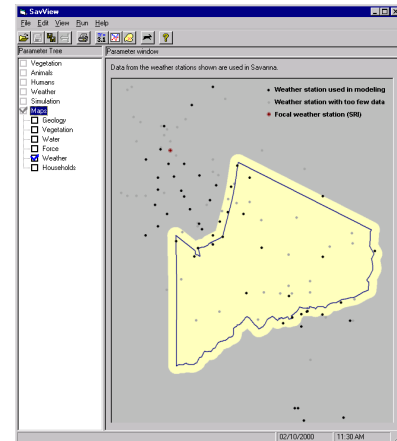 SavView
File Edit View Run Help
Parameter Tree
Parameter window
Vegetation
Animals
Humans
Weather
Simulation
Maps
Geology
Vegetation
Water
Force
Weather
Households
Data from the weather stations shown are used in Savanna.
Weather station used in modeling
Weather station with too few data
Focal weather station (SRI)
02/10/2000
11:30 AM